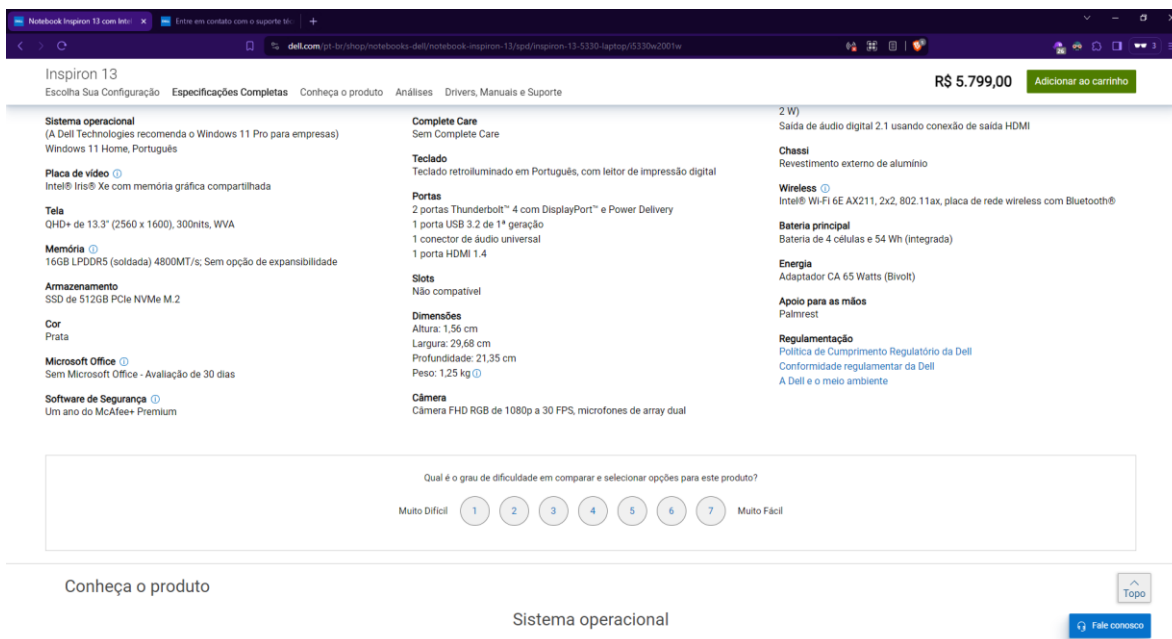 Notebook Inspiron 13 com Intel
Entre em contato com o suporte téc
dell.com/pt-br/shop/notebooks-dell/notebook-inspiron-13/spd/inspiron-13-5330-laptop/i5330w2001w
26
3
Inspiron 13
Escolha Sua Configuração Especificações Completas Conheça o produto Análises Drivers, Manuais e Suporte
R$ 5.799,00
Adicionar ao carrinho
Sistema operacional
(A Dell Technologies recomenda o Windows 11 Pro para empresas)
Windows 11 Home, Português
Placa de vídeo
Intel® Iris® Xe com memória gráfica compartilhada
Tela
QHD+ de 13.3" (2560 x 1600), 300nits, WVA
Memória
16GB LPDDR5 (soldada) 4800MT/s; Sem opção de expansibilidade
Armazenamento
SSD de 512GB PCIe NVMe M.2
Cor
Prata
Microsoft Office
Sem Microsoft Office - Avaliação de 30 dias
Software de Segurança
Um ano do McAfee+ Premium
Complete Care
Sem Complete Care
Teclado
Teclado retroiluminado em Português, com leitor de impressão digital
Portas
2 portas Thunderbolt™ 4 com DisplayPort™ e Power Delivery
1 porta USB 3.2 de 1ª geração
1 conector de áudio universal
1 porta HDMI 1.4
Slots
Não compatível
Dimensões
Altura: 1,56 cm
Largura: 29,68 cm
Profundidade: 21,35 cm
Peso: 1,25 kg
Câmera
Câmera FHD RGB de 1080p a 30 FPS, microfones de array dual
2 W)
Saída de áudio digital 2.1 usando conexão de saída HDMI
Chassi
Revestimento externo de alumínio
Wireless
Intel® Wi-Fi 6E AX211, 2x2, 802.11ax, placa de rede wireless com Bluetooth®
Bateria principal
Bateria de 4 células e 54 Wh (integrada)
Energia
Adaptador CA 65 Watts (Bivolt)
Apoio para as mãos
Palmrest
Regulamentação
Política de Cumprimento Regulatório da Dell
Conformidade regulamentar da Dell
A Dell e o meio ambiente
Qual é o grau de dificuldade em comparar e selecionar opções para este produto?
Muito Difícil 1 2 3 4 5 6 7 Muito Fácil
Conheça o produto
Topo
Sistema operacional
Fale conosco